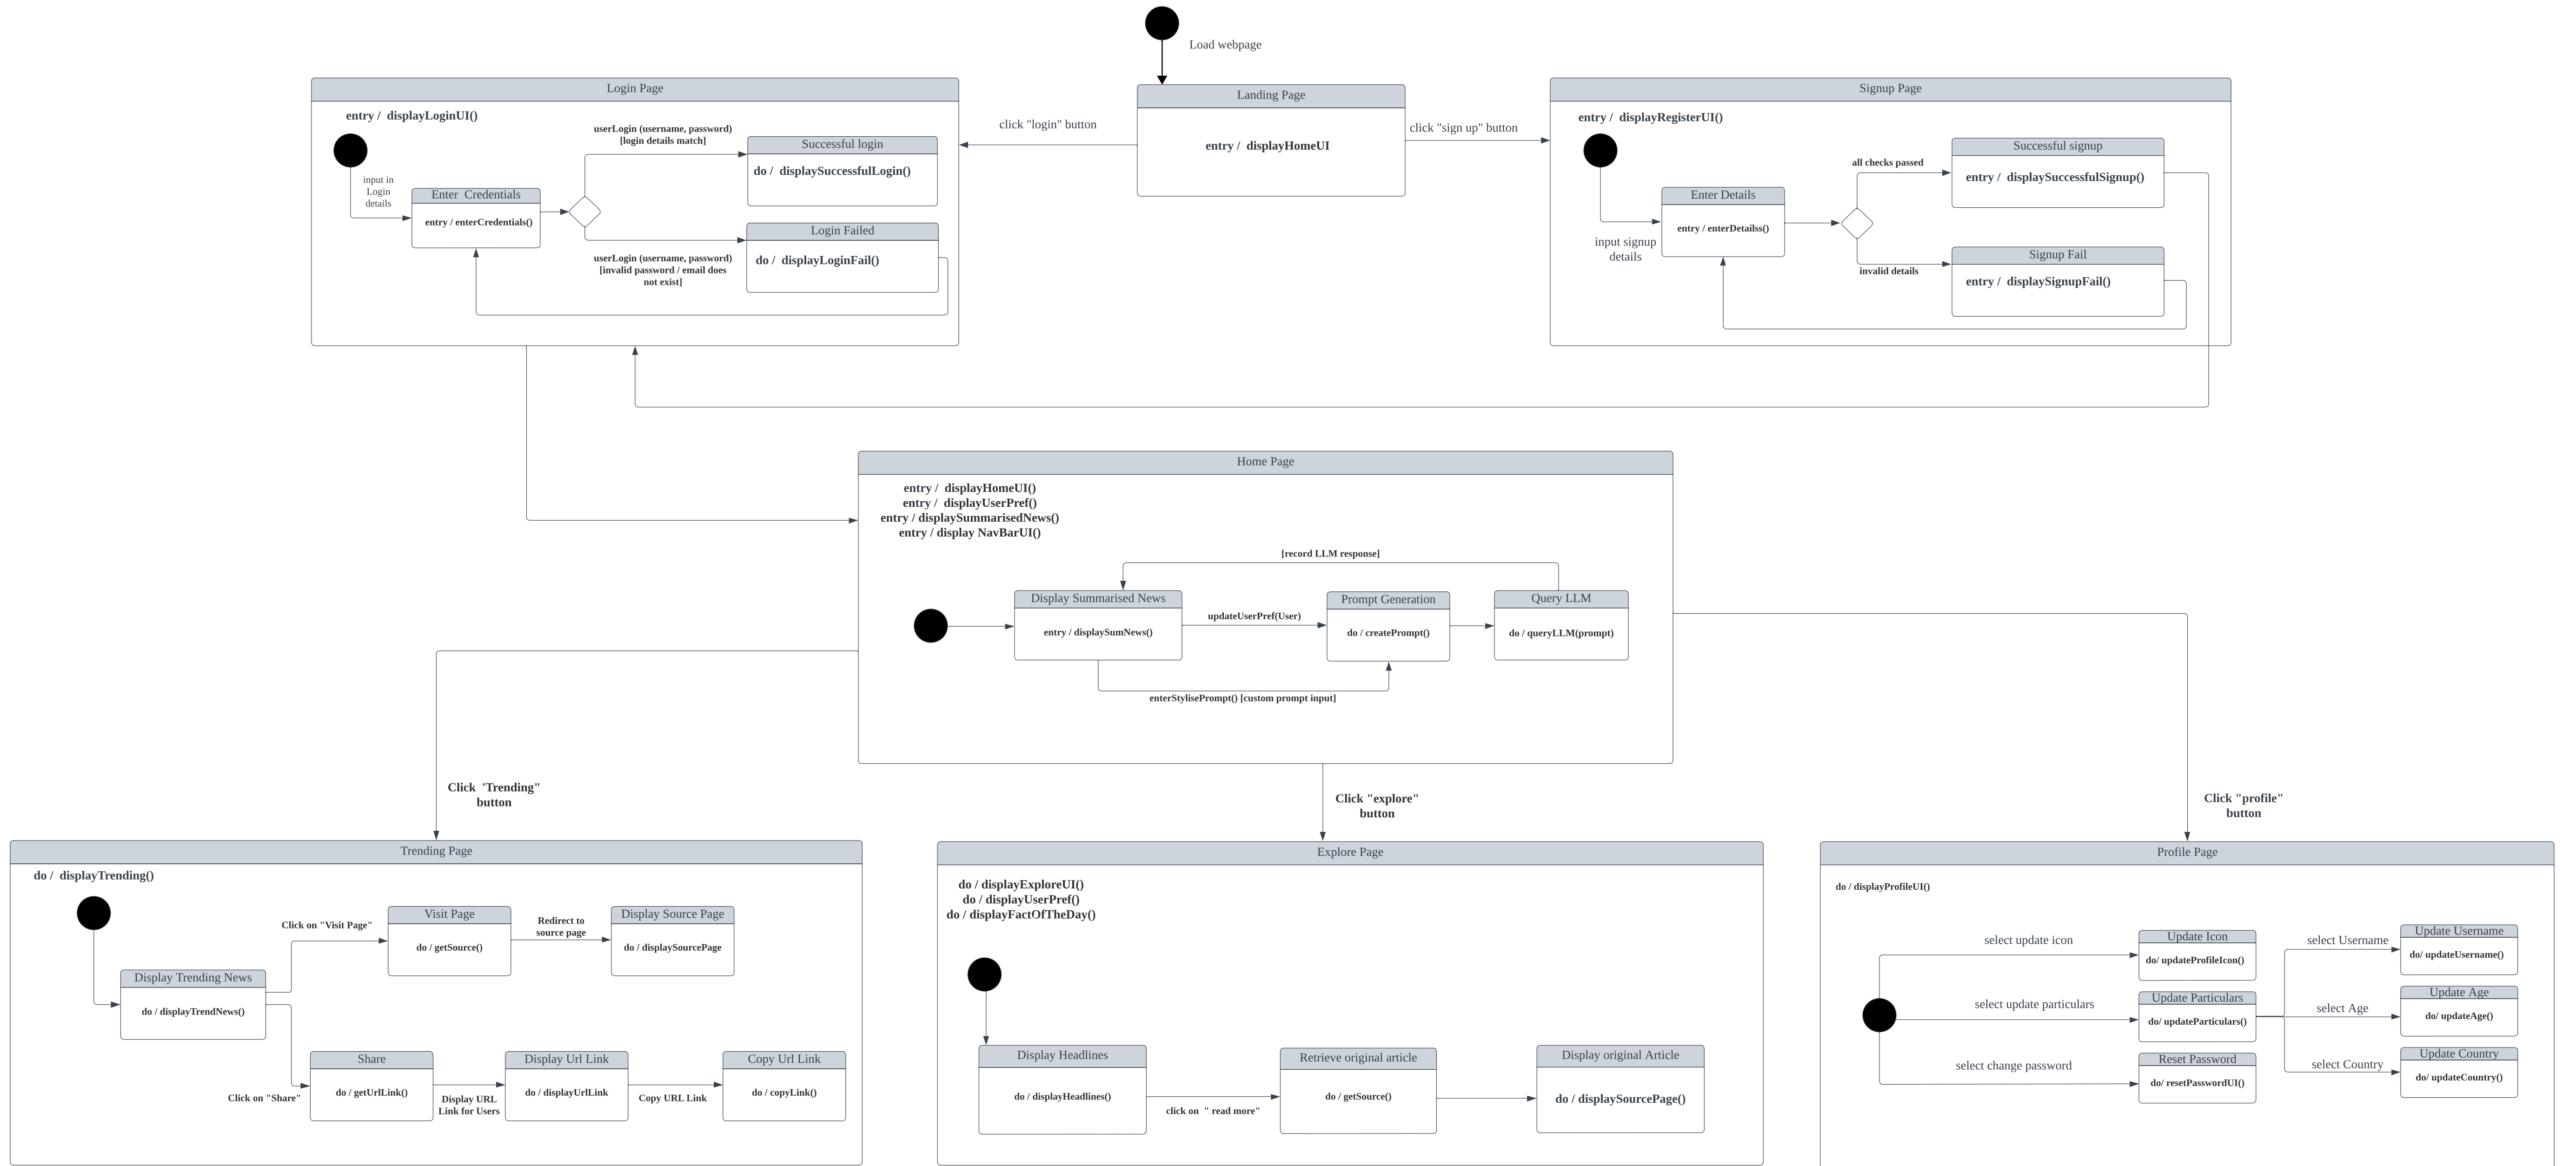 Load webpage
Login Page
entry /  displayLoginUI()
input in
Login
details
Enter  Credentials
entry / enterCredentials()
userLogin (username, password)
[login details match]
Successful login
do /  displaySuccessfulLogin()
userLogin (username, password)
[invalid password / email does
not exist]
Login Failed
do /  displayLoginFail()
click "login" button
Landing Page
entry /  displayHomeUI
click "sign up" button
Signup Page
entry /  displayRegisterUI()
input signup
details
Enter Details
entry / enterDetailss()
all checks passed
Successful signup
entry /  displaySuccessfulSignup()
invalid details
Signup Fail
entry /  displaySignupFail()
Home Page
entry /  displayHomeUI()
entry /  displayUserPref()
entry / displaySummarisedNews()
entry / display NavBarUI()
[record LLM response]
Display Summarised News
entry / displaySumNews()
updateUserPref(User)
Prompt Generation
do / createPrompt()
Query LLM
do / queryLLM(prompt)
enterStylisePrompt() [custom prompt input]
Click  'Trending"
button
Click "explore"
button
Click "profile"
button
Trending Page
do /  displayTrending()
Display Trending News
do / displayTrendNews()
Click on "Visit Page"
Visit Page
do / getSource()
Redirect to
source page
Display Source Page
do / displaySourcePage
Click on "Share"
Share
do / getUrlLink()
Display URL
Link for Users
Display Url Link
do / displayUrlLink
Copy URL Link
Copy Url Link
do / copyLink()
Explore Page
do / displayExploreUI()
do / displayUserPref()
do / displayFactOfTheDay()
Display Headlines
do / displayHeadlines()
click on  " read more"
Retrieve original article
do / getSource()
Display original Article
do / displaySourcePage()
Profile Page
do / displayProfileUI()
select update icon
Update Icon
do/ updateProfileIcon()
select update particulars
Update Particulars
do/ updateParticulars()
select change password
Reset Password
do/ resetPasswordUI()
select Username
Update Username
do/ updateUsername()
select Age
Update Age
do/ updateAge()
select Country
Update Country
do/ updateCountry()